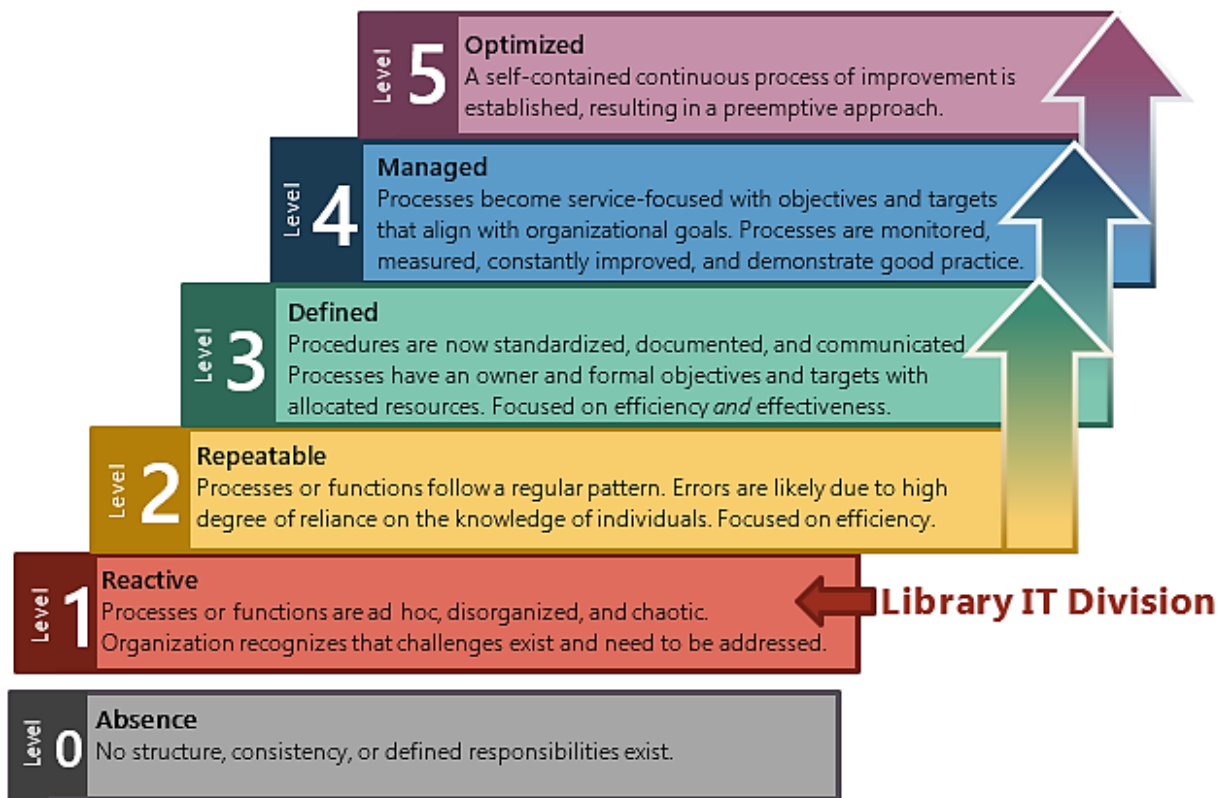 Level 5
Optimized
A self-contained continuous process of improvement is
established, resulting in a preemptive approach.
Level 4
Managed
Processes become service-focused with objectives and targets
that align with organizational goals. Processes are monitored,
measured, constantly improved, and demonstrate good practice.
Level 3
Defined
Procedures are now standardized, documented, and communicated
Processes have an owner and formal objectives and targets with
allocated resources. Focused on efficiency and effectiveness.
Level 2
Repeatable
Processes or functions follow a regular pattern. Errors are likely due to high
degree of reliance on the knowledge of individuals. Focused on efficiency.
Level 1
Reactive
Processes or functions are ad hoc, disorganized, and chaotic.
Organization recognizes that challenges exist and need to be addressed.
Library IT Division
Level 0
Absence
No structure, consistency, or defined responsibilities exist.